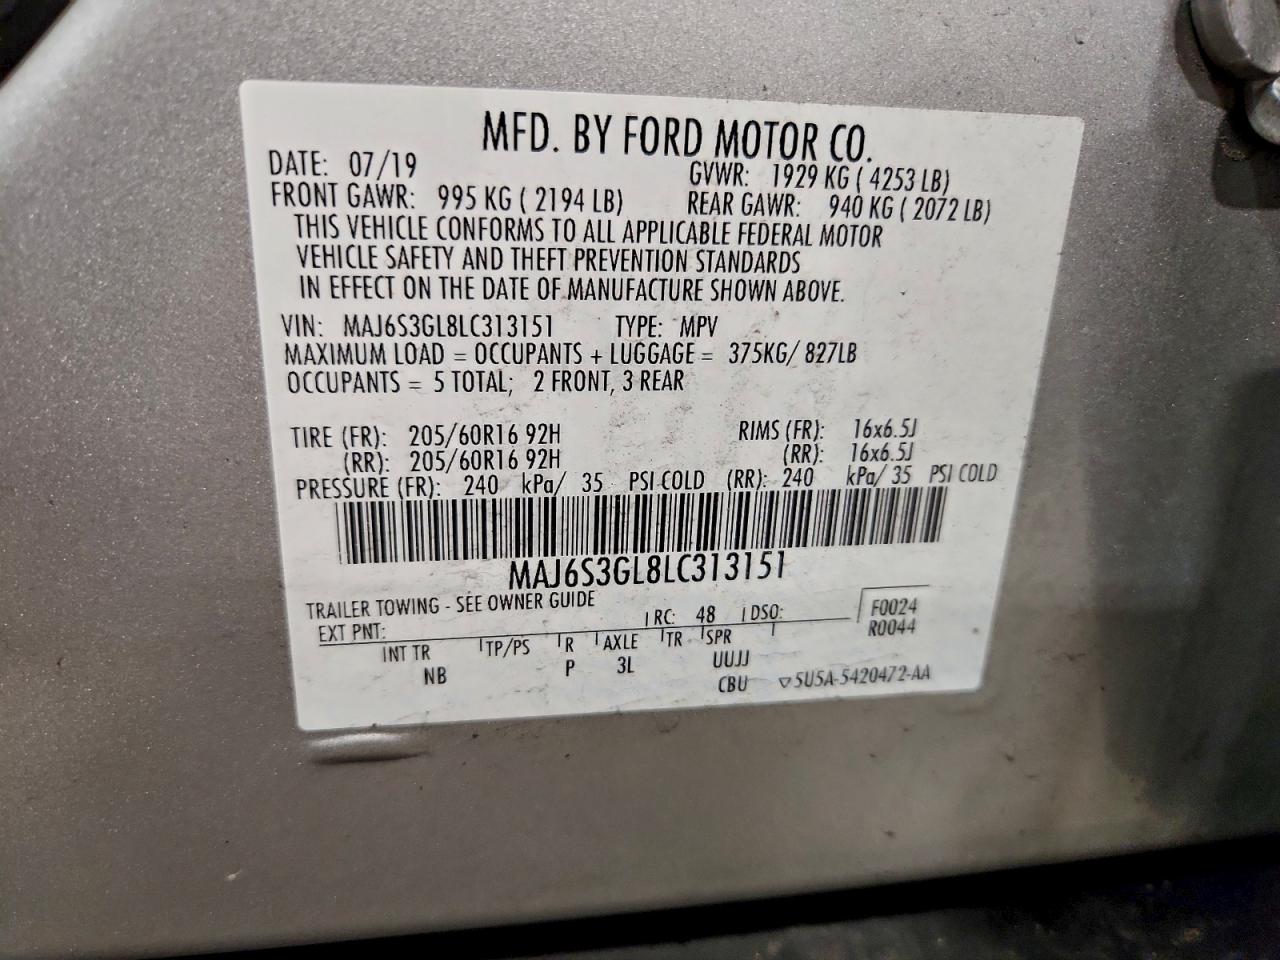 MFD. BY FORD MOTOR CO.
DATE: 07/19 GVWR: 1929 KG ( 4253 LB)
FRONT GAWR: 995 KG ( 2194 LB) REAR GAWR: 940 KG ( 2072 LB)
THIS VEHICLE CONFORMS TO ALL APPLICABLE FEDERAL MOTOR
VEHICLE SAFETY AND THEFT PREVENTION STANDARDS
IN EFFECT ON THE DATE OF MANUFACTURE SHOWN ABOVE.
VIN: MAJ6S3GL8LC313151 TYPE: MPV
MAXIMUM LOAD = OCCUPANTS + LUGGAGE = 375KG/ 827LB
OCCUPANTS = 5 TOTAL; 2 FRONT, 3 REAR
TIRE (FR): 205/60R16 92H RIMS (FR): 16x6.5J
(RR): 205/60R16 92H (RR): 16x6.5J
PRESSURE (FR): 240 kPa/ 35 PSI COLD (RR): 240 kPa/ 35 PSI COLD
MAJ6S3GL8LC313151
TRAILER TOWING - SEE OWNER GUIDE
EXT PNT: RC: 48 DSO: F0024
R0044
INT TR TP/PS R AXLE TR SPR
NB P 3L UUJJ
CBU ▽5U5A-5420472-AA